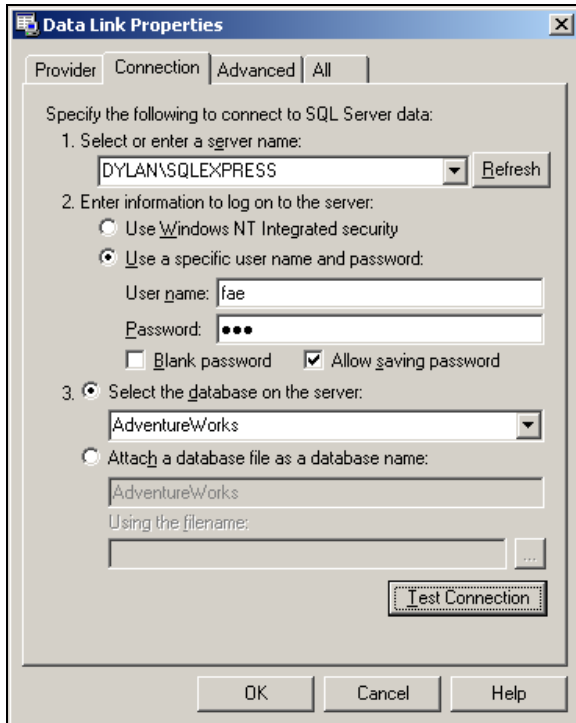 Data Link Properties
Provider Connection Advanced All
Specify the following to connect to SQL Server data:
1. Select or enter a server name:
DYLAN\SQLEXPRESS Refresh
2. Enter information to log on to the server:
Use Windows NT Integrated security
Use a specific user name and password:
User name: fae
Password: ●●●
Blank password Allow saving password
3. Select the database on the server:
AdventureWorks
Attach a database file as a database name:
AdventureWorks
Using the filename:
...
Test Connection
OK Cancel Help